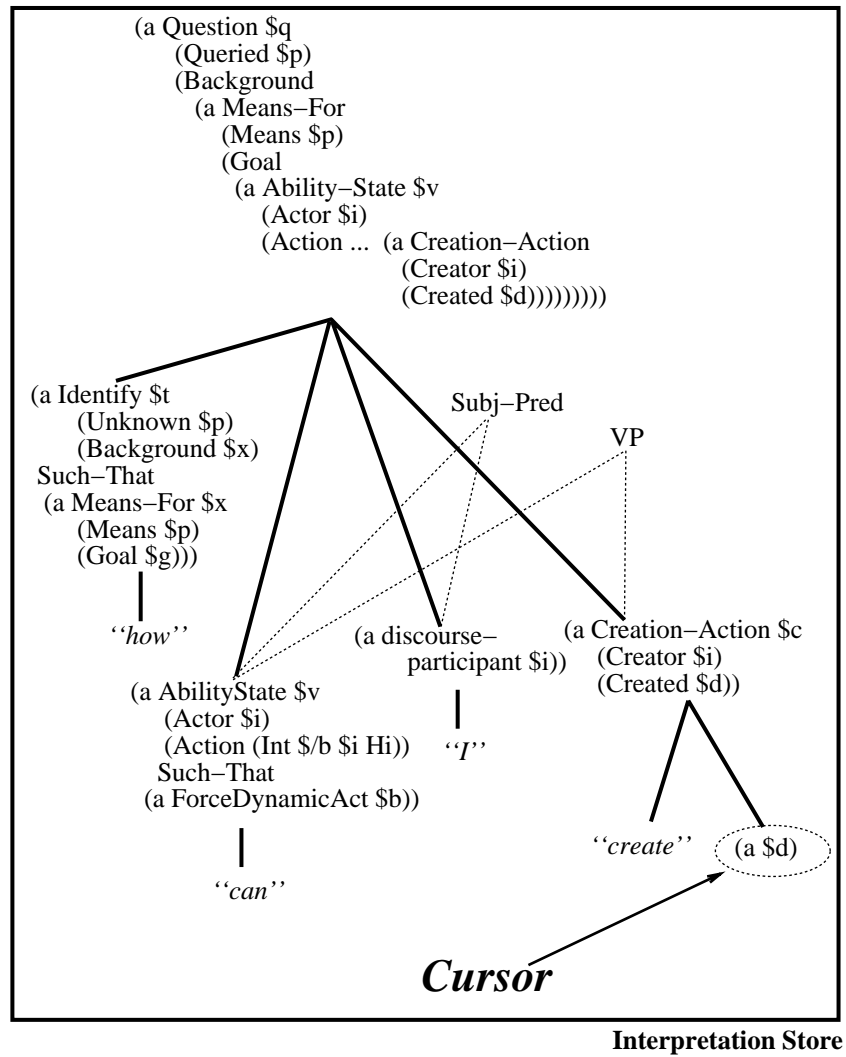 (a Question $q
(Queried $p)
(Background
(a Means−For
(Means $p)
(Goal
(a Ability−State $v
(Actor $i)
(Action ... (a Creation−Action
(Creator $i)
(Created $d)))))))))
(a Identify $t
(Unknown $p)
(Background $x)
Such−That
(a Means−For $x
(Means $p)
(Goal $g)))
‘‘how’’
Subj−Pred
VP
(a AbilityState $v
(Actor $i)
(Action (Int $/b $i Hi))
Such−That
(a ForceDynamicAct $b))
‘‘can’’
(a discourse−
participant $i))
‘‘I’’
(a Creation−Action $c
(Creator $i)
(Created $d))
‘‘create’’
(a $d)
Cursor
Interpretation Store